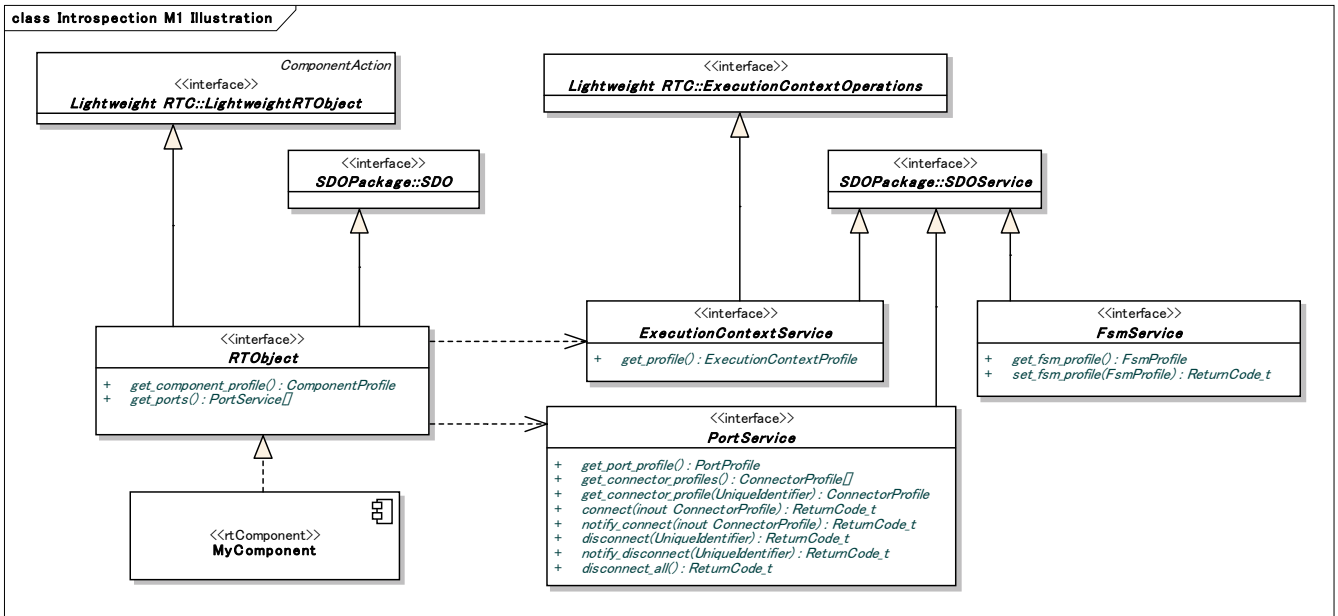 class Introspection M1 Illustration
ComponentAction
<<interface>>
Lightweight RTC::LightweightRTObject
<<interface>>
Lightweight RTC::ExecutionContextOperations
<<interface>>
SDOPackage::SDO
<<interface>>
SDOPackage::SDOService
<<interface>>
RTObject
+ get_component_profile() : ComponentProfile
+ get_ports() : PortService[]
<<interface>>
ExecutionContextService
+ get_profile() : ExecutionContextProfile
<<interface>>
FsmService
+ get_fsm_profile() : FsmProfile
+ set_fsm_profile(FsmProfile) : ReturnCode_t
<<interface>>
PortService
+ get_port_profile() : PortProfile
+ get_connector_profiles() : ConnectorProfile[]
+ get_connector_profile(UniqueIdentifier) : ConnectorProfile
+ connect(inout ConnectorProfile) : ReturnCode_t
+ notify_connect(inout ConnectorProfile) : ReturnCode_t
+ disconnect(UniqueIdentifier) : ReturnCode_t
+ notify_disconnect(UniqueIdentifier) : ReturnCode_t
+ disconnect_all() : ReturnCode_t
<<rtComponent>>
MyComponent